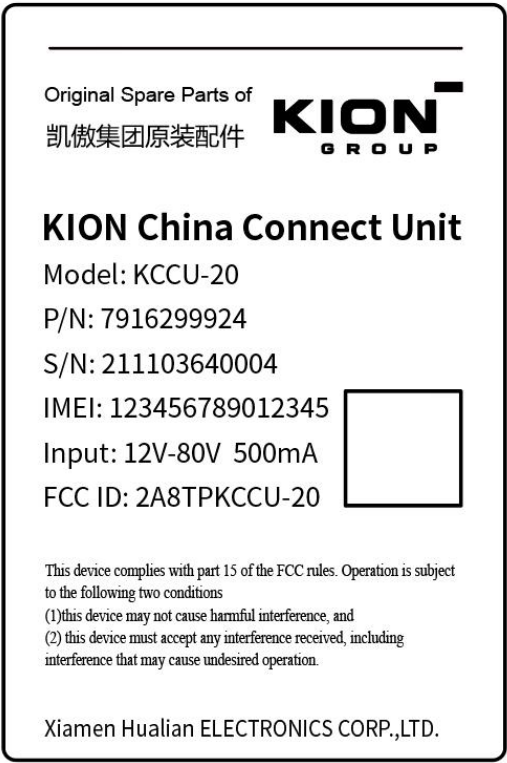 Original Spare Parts of
凯傲集团原装配件
KION
GROUP
KION China Connect Unit
Model: KCCU-20
P/N: 7916299924
S/N: 211103640004
IMEI: 123456789012345
Input: 12V-80V 500mA
FCC ID: 2A8TPKCCU-20
This device complies with part 15 of the FCC rules. Operation is subject
to the following two conditions
(1)this device may not cause harmful interference, and
(2) this device must accept any interference received, including
interference that may cause undesired operation.
Xiamen Hualian ELECTRONICS CORP.,LTD.